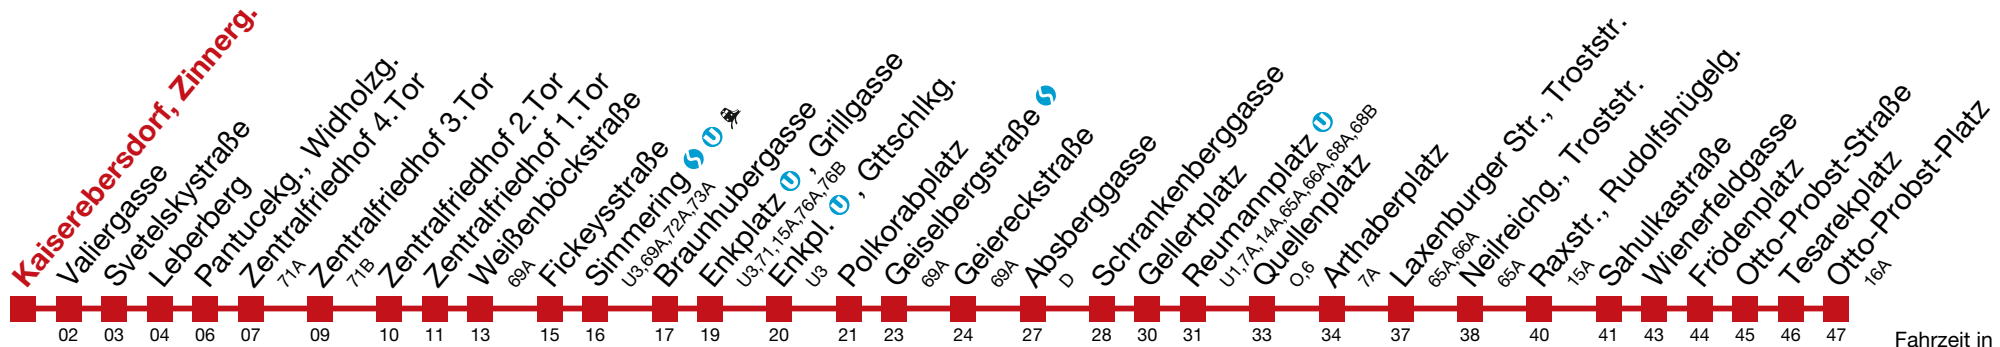 Kaiserebersdorf, Zinnerg.
Valiergasse
Svetelskystraße
Leberberg
Pantucekg., Widholzg.
Zentralfriedhof 4.Tor
71A
Zentralfriedhof 3.Tor
71B
Zentralfriedhof 2.Tor
Zentralfriedhof 1.Tor
Weißenböckstraße
69A
Fickeysstraße
Simmering S U
U3,69A,72A,73A
Braunhubergasse
Enkplatz U , Grillgasse
U3,71,15A,76A,76B
Enkpl. U , Gttschlkg.
U3
Polkorabplatz
Geiselbergstraße S
69A
Geiereckstraße
69A
Absberggasse
D
Schrankenberggasse
Gellertplatz
Reumannplatz U
U1,7A,14A,65A,66A,68A,68B
Quellenplatz
O,6
Arthaberplatz
7A
Laxenburger Str., Troststr.
65A,66A
Neilreichg., Troststr.
65A
Raxstr., Rudolfshügelg.
15A
Sahulkastraße
Wienerfeldgasse
Frödenplatz
Otto-Probst-Straße
Tesarekplatz
Otto-Probst-Platz
16A
02 03 04 06 07 09 10 11 13 15 16 17 19 20 21 23 24 27 28 30 31 33 34 37 38 40 41 43 44 45 46 47
Fahrzeit in